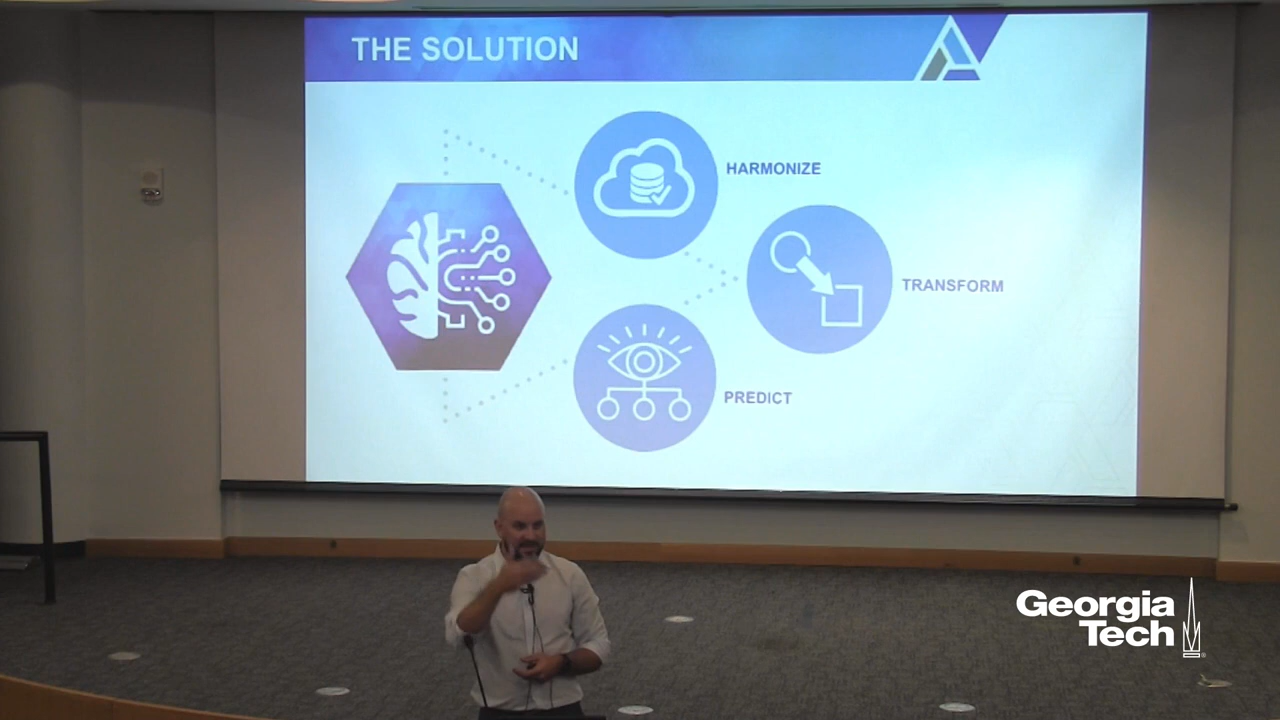 THE SOLUTION
HARMONIZE
TRANSFORM
PREDICT
Georgia
Tech